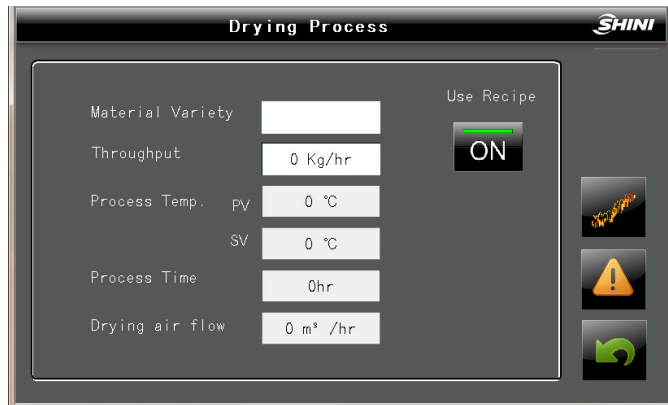 Drying Process
SHINI
Use Recipe
ON
Material Variety
Throughput 0 Kg/hr
Process Temp. PV 0 ℃
SV 0 ℃
Process Time 0hr
Drying air flow 0 m³ /hr